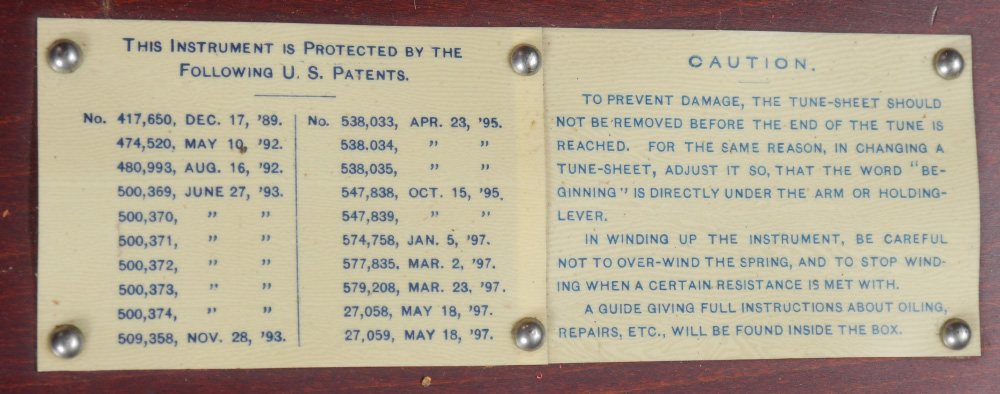 THIS INSTRUMENT IS PROTECTED BY THE
FOLLOWING U. S. PATENTS.
No. 417,650, DEC. 17, '89.
474,520, MAY 10, '92.
480,993, AUG. 16, '92.
500,369, JUNE 27, '93.
500,370, " "
500,371, " "
500,372, " "
500,373, " "
500,374, " "
509,358, NOV. 28, '93.
No. 538,033, APR. 23, '95.
538.034, " "
538,035, " "
547,838, OCT. 15, '95.
547,839, " "
574,758, JAN. 5, '97.
577,835, MAR. 2, '97.
579,208, MAR. 23, '97.
27,058, MAY 18, '97.
27,059, MAY 18, '97.
CAUTION.
TO PREVENT DAMAGE, THE TUNE-SHEET SHOULD
NOT BE REMOVED BEFORE THE END OF THE TUNE IS
REACHED. FOR THE SAME REASON, IN CHANGING A
TUNE-SHEET, ADJUST IT SO, THAT THE WORD "BE-
GINNING" IS DIRECTLY UNDER THE ARM OR HOLDING-
LEVER.
IN WINDING UP THE INSTRUMENT, BE CAREFUL
NOT TO OVER-WIND THE SPRING, AND TO STOP WIND-
ING WHEN A CERTAIN RESISTANCE IS MET WITH.
A GUIDE GIVING FULL INSTRUCTIONS ABOUT OILING,
REPAIRS, ETC., WILL BE FOUND INSIDE THE BOX.